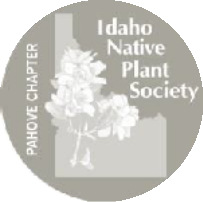 Idaho
Native
Plant
Society
PAHOVE CHAPTER